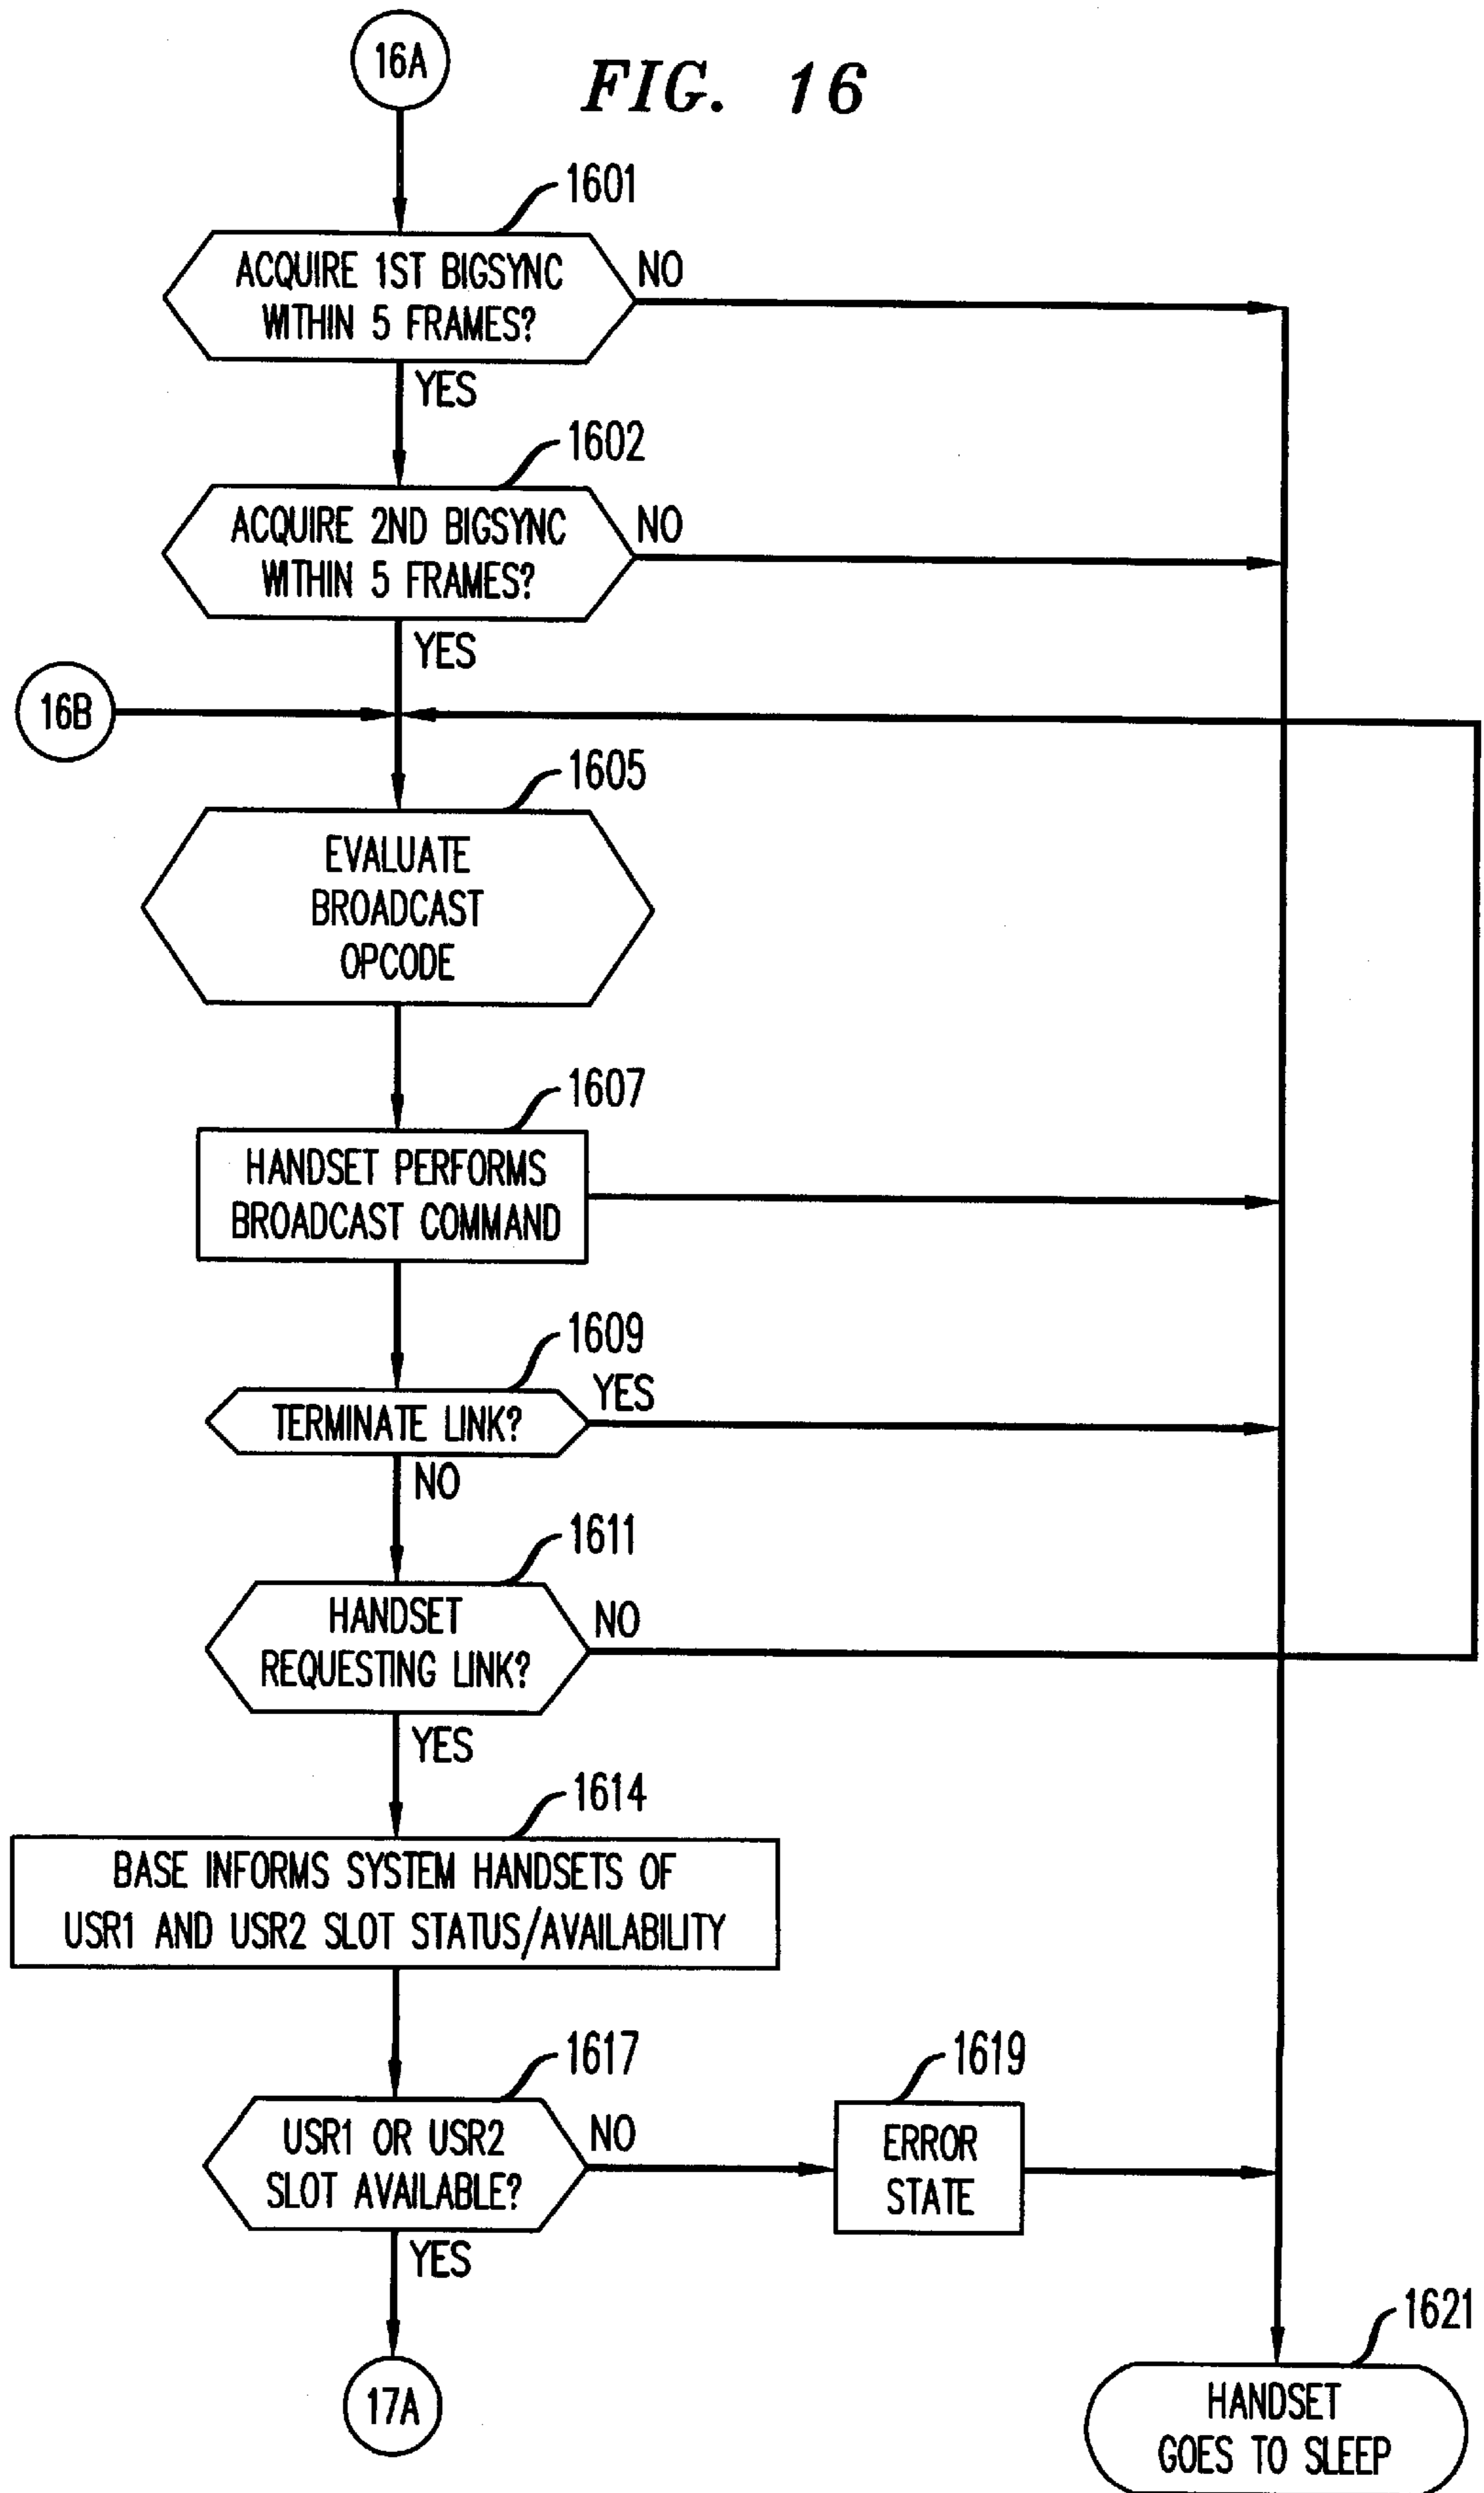 16A
FIG. 16
1601
ACQUIRE 1ST BIGSYNC
WITHIN 5 FRAMES?
NO
YES
1602
ACQUIRE 2ND BIGSYNC
WITHIN 5 FRAMES?
NO
YES
16B
1605
EVALUATE
BROADCAST
OPCODE
1607
HANDSET PERFORMS
BROADCAST COMMAND
1609
TERMINATE LINK?
YES
NO
1611
HANDSET
REQUESTING LINK?
NO
YES
1614
BASE INFORMS SYSTEM HANDSETS OF
USR1 AND USR2 SLOT STATUS/AVAILABILITY
1617
USR1 OR USR2
SLOT AVAILABLE?
NO
1619
ERROR
STATE
YES
17A
1621
HANDSET
GOES TO SLEEP